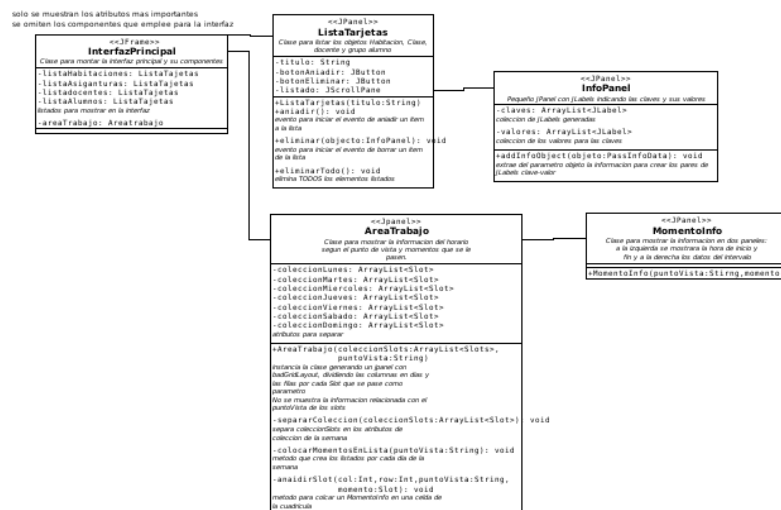 solo se muestran los atributos mas importantes
se omiten los componentes que emplee para la interfaz
<<JFrame>>
InterfazPrincipal
Clase para montar la interfaz principal y su componentes
-listaHabitaciones: ListaTajetas
-listaAsiganturas: ListaTajetas
-listadocentes: ListaTajetas
-listaAlumnos: ListaTajetas
listados para mostrar en la interfaz
-areaTrabajo: Areatrabajo
<<JPanel>>
ListaTarjetas
Clase para listar los objetos Habitacion, Clase,
docente y grupo alumno
-titulo: String
-botonAniadir: JButton
-botonEliminar: JButton
-listado: JScrollPane
+ListaTarjetas(titulo:String)
+aniadir(): void
evento para iniciar el evento de aniadir un item
a la lista
+eliminar(objecto:InfoPanel): void
evento para iniciar el evento de borrar un item
de la lista
+eliminarTodo(): void
elimina TODOS los elementos listados
<<JPanel>>
InfoPanel
Pequeño JPanel con JLabels indicando las claves y sus valores
-claves: ArrayList<JLabel>
coleccion de JLabels generadas
-valores: ArrayList<JLabel>
coleccion de los valores para las claves
+addInfoObject(objeto:PassInfoData): void
extrae del parametro objeto la informacion para crear los pares de
JLabels clave-valor
<<Jpanel>>
AreaTrabajo
Clase para mostrar la informacion del horario
segun el punto de vista y momentos que se le
pasen.
-coleccionLunes: ArrayList<Slot>
-coleccionMartes: ArrayList<Slot>
-coleccionMiercoles: ArrayList<Slot>
-coleccionJueves: ArrayList<Slot>
-coleccionViernes: ArrayList<Slot>
-coleccionSabado: ArrayList<Slot>
-coleccionDomingo: ArrayList<Slot>
atributos para separar
+AreaTrabajo(coleccionSlots:ArrayList<Slots>,
puntoVista:String)
instancia la clase generando un jpanel con
badGridLayout, dividiendo las columnas en dias y
las filas por cada Slot que se pase como
parametro
No se muestra la informacion relacionada con el
puntoVista de los slots
-separarColeccion(coleccionSlots:ArrayList<Slot>) void
separa coleccionSlots en los atributos de
coleccion de la semana
-colocarMomentosEnLista(puntoVista:String): void
metodo que crea los listados por cada dia de la
semana
-anaidirSlot(col:Int,row:Int,puntoVista:String,
momento:Slot): void
metodo para colcar un MomentoInfo en una celda de
la cuadricula
<<JPanel>>
MomentoInfo
Clase para mostrar la informacion en dos paneles:
a la izquierda se mostrara la hora de inicio y
fin y a la derecha los datos del intervalo
+MomentoInfo(puntoVista:Stirng,momento